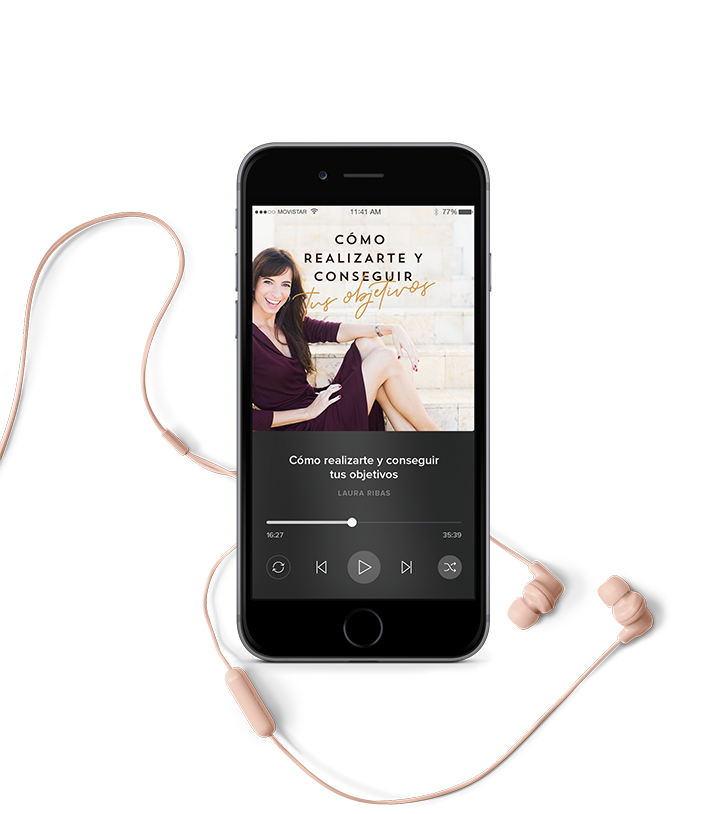 MOVISTAR
11:41 AM
77%
CÓMO
REALIZARTE Y
CONSEGUIR
tus objetivos
Cómo realizarte y conseguir
tus objetivos
LAURA RIBAS
16:27
35:39